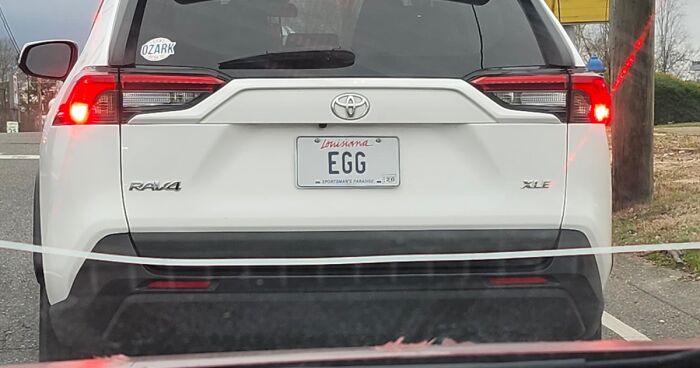 OZARK
Louisiana
EGG
SPORTSMAN'S PARADISE
RAV4
XLE